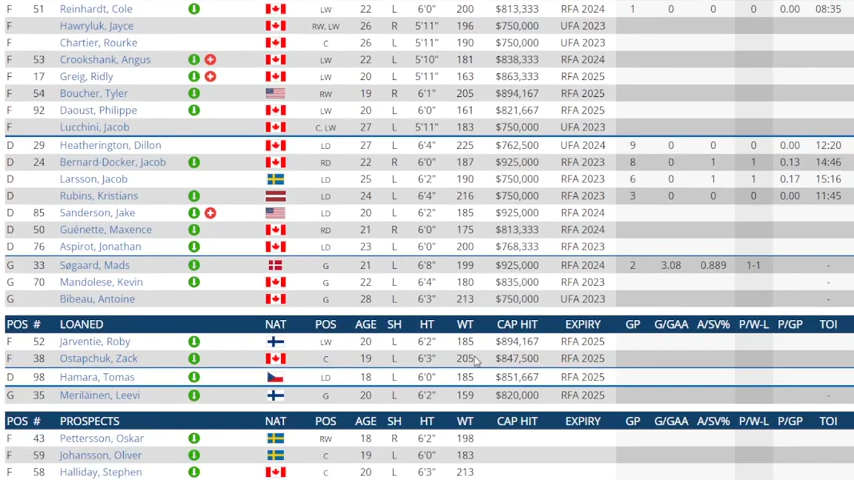 F 51 Reinhardt, Cole LW 22 L 6'0" 200 $813,333 RFA 2024 1 0 0 0 0.00 08:35
F Hawryluk, Jayce RW, LW 26 R 5'11" 196 $750,000 UFA 2023
F Chartier, Rourke C 26 L 5'11" 190 $750,000 UFA 2023
F 53 Crookshank, Angus LW 22 L 5'10" 181 $838,333 RFA 2024
F 17 Greig, Ridly LW 20 L 5'11" 163 $863,333 RFA 2025
F 54 Boucher, Tyler RW 19 R 6'1" 205 $894,167 RFA 2025
F 92 Daoust, Philippe LW 20 L 6'0" 161 $821,667 RFA 2025
F Lucchini, Jacob C, LW 27 L 5'11" 183 $750,000 UFA 2023
D 29 Heatherington, Dillon LD 27 L 6'4" 225 $762,500 UFA 2024 9 0 0 0 0.00 12:20
D 24 Bernard-Docker, Jacob RD 22 R 6'0" 187 $925,000 RFA 2023 8 0 1 1 0.13 14:46
D Larsson, Jacob LD 25 L 6'2" 190 $750,000 RFA 2023 6 0 1 1 0.17 15:16
D Rubins, Kristians LD 24 L 6'4" 216 $750,000 RFA 2023 3 0 0 0 0.00 11:45
D 85 Sanderson, Jake LD 20 L 6'2" 185 $925,000 RFA 2024
D 50 Guénette, Maxence RD 21 R 6'0" 175 $813,333 RFA 2024
D 76 Aspirot, Jonathan LD 23 L 6'0" 200 $768,333 RFA 2023
G 33 Søgaard, Mads G 21 L 6'8" 199 $925,000 RFA 2024 2 3.08 0.889 1-1 -
G 70 Mandolese, Kevin G 22 L 6'4" 180 $835,000 RFA 2023 -
G Bibeau, Antoine G 28 L 6'3" 213 $750,000 UFA 2023 -
POS # LOANED NAT POS AGE SH HT WT CAP HIT EXPIRY GP G/GAA A/SV% P/W-L P/GP TOI
F 52 Järventie, Roby LW 20 L 6'2" 185 $894,167 RFA 2025
F 38 Ostapchuk, Zack C 19 L 6'3" 205 $847,500 RFA 2025
D 98 Hamara, Tomas LD 18 L 6'0" 185 $851,667 RFA 2025
G 35 Meriläinen, Leevi G 20 L 6'2" 159 $820,000 RFA 2025 -
POS # PROSPECTS NAT POS AGE SH HT WT CAP HIT EXPIRY GP G/GAA A/SV% P/W-L P/GP TOI
F 43 Pettersson, Oskar RW 18 R 6'2" 198
F 59 Johansson, Oliver C 19 L 6'0" 183
F 58 Halliday, Stephen C 20 L 6'3" 213